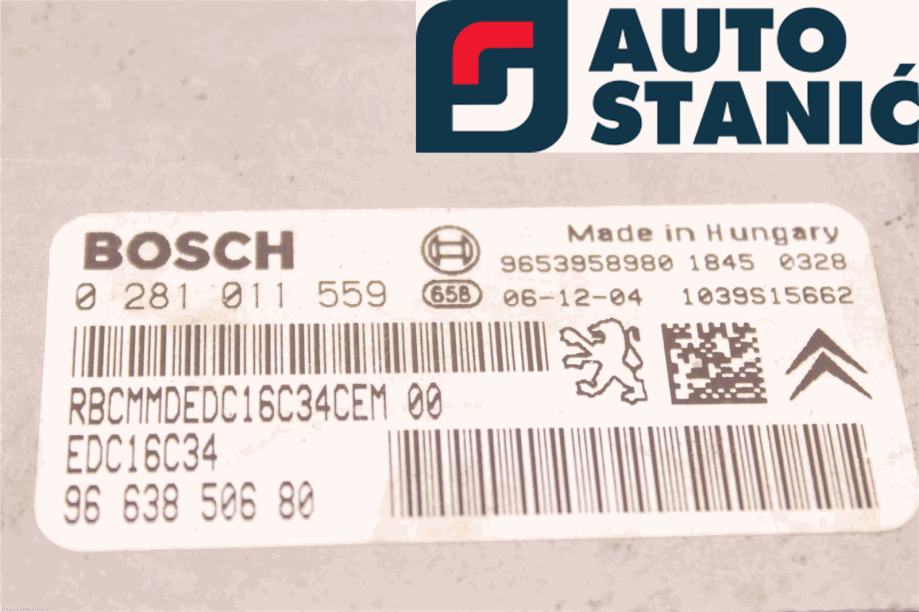 AUTO
STANIĆ
BOSCH
Made in Hungary
9653958980 1845 0328
0 281 011 559
658
06-12-04 1039S15662
RBCMMDEDC16C34CEM 00
EDC16C34
96 638 506 80